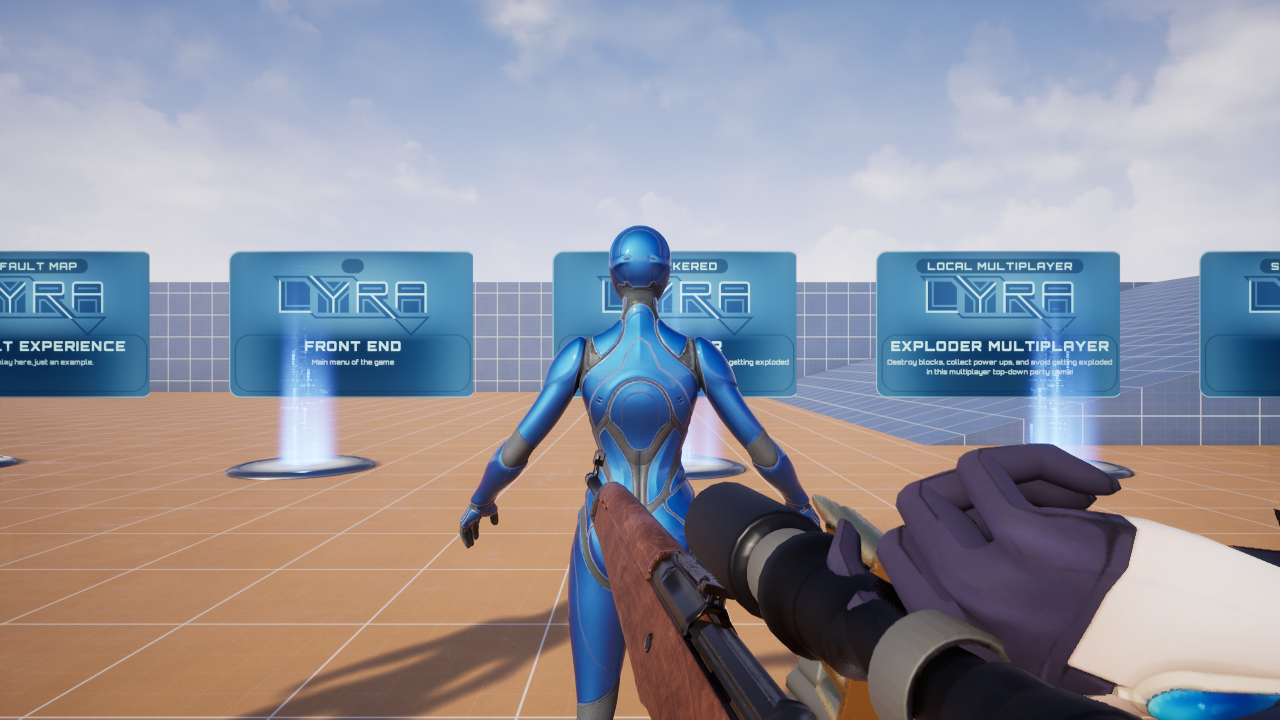 FAULT MAP
YRA
LT EXPERIENCE
play here, just an example.
LYRA
FRONT END
Main menu of the game
KERED
LYRA
R
getting exploded
LOCAL MULTIPLAYER
LYRA
EXPLODER MULTIPLAYER
Destroy blocks, collect power ups, and avoid getting exploded
in this multiplayer top-down party game!
S
L